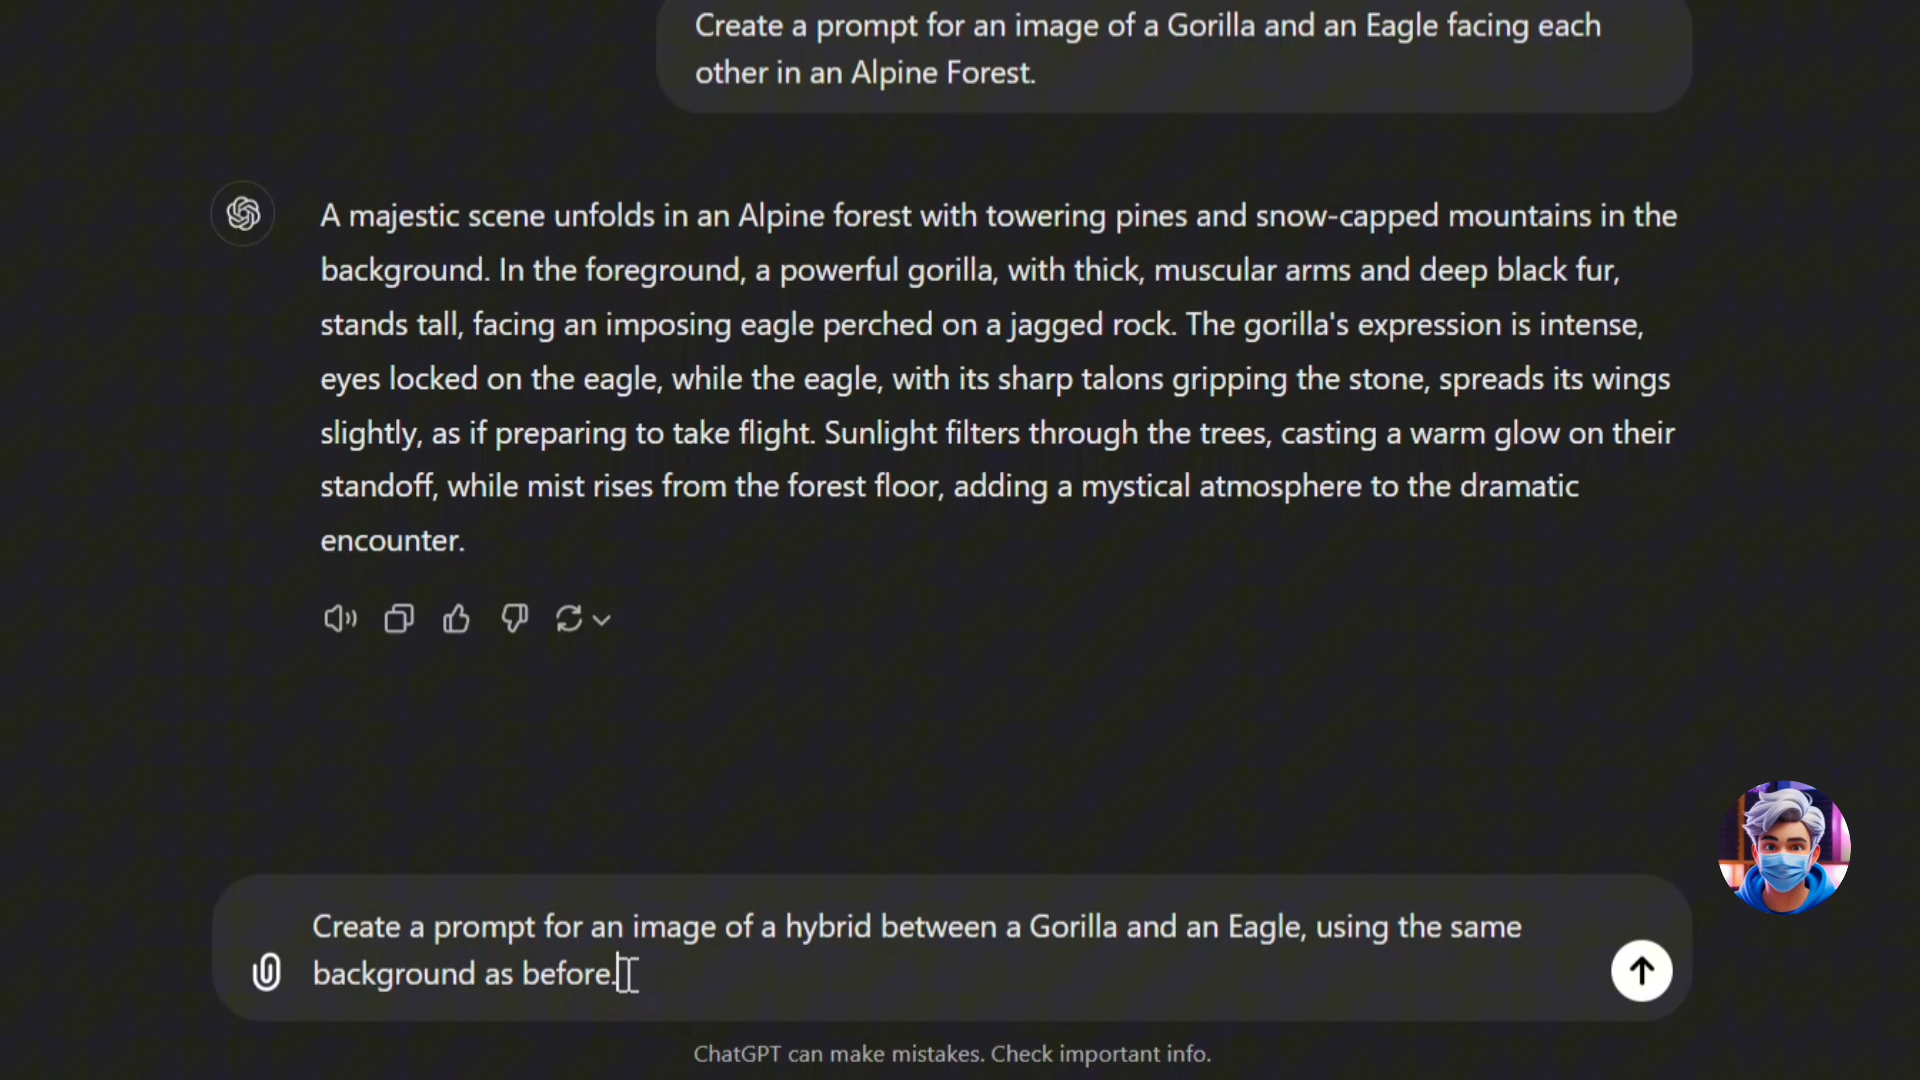 Create a prompt for an image of a Gorilla and an Eagle facing each
other in an Alpine Forest.
A majestic scene unfolds in an Alpine forest with towering pines and snow-capped mountains in the
background. In the foreground, a powerful gorilla, with thick, muscular arms and deep black fur,
stands tall, facing an imposing eagle perched on a jagged rock. The gorilla's expression is intense,
eyes locked on the eagle, while the eagle, with its sharp talons gripping the stone, spreads its wings
slightly, as if preparing to take flight. Sunlight filters through the trees, casting a warm glow on their
standoff, while mist rises from the forest floor, adding a mystical atmosphere to the dramatic
encounter.
Create a prompt for an image of a hybrid between a Gorilla and an Eagle, using the same
background as before.
ChatGPT can make mistakes. Check important info.